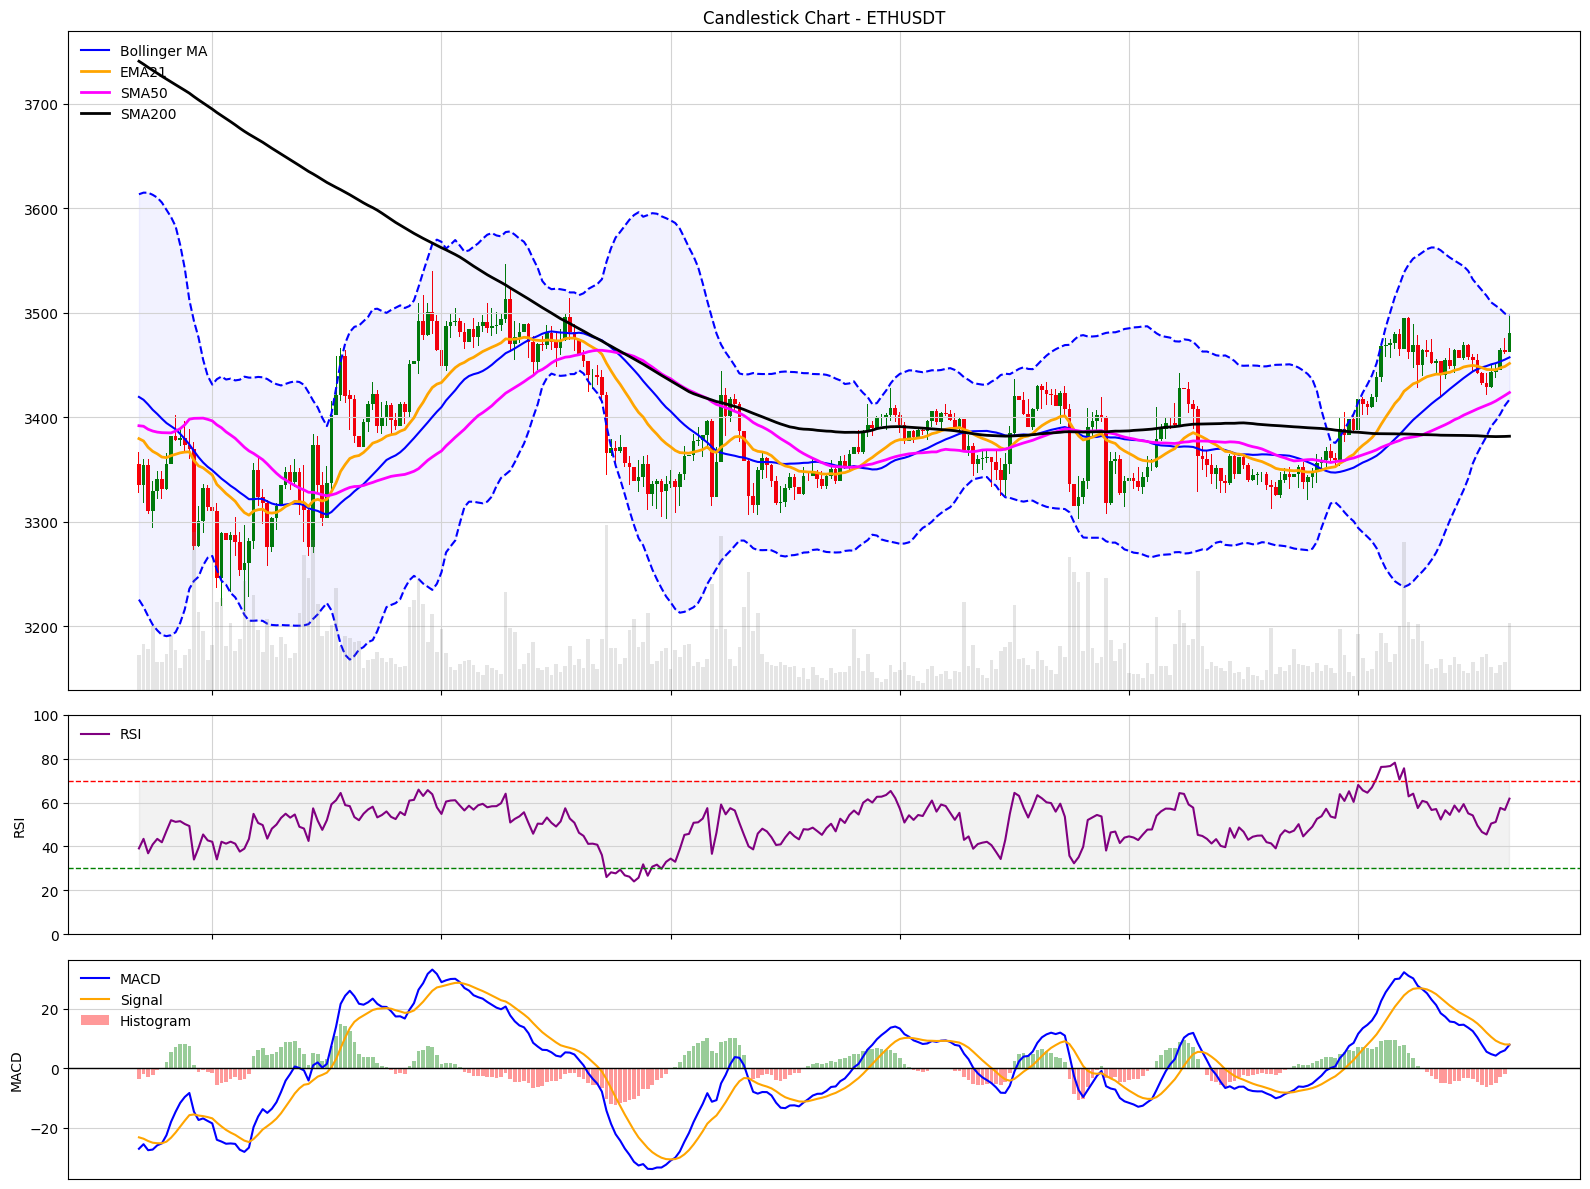 Candlestick Chart - ETHUSDT
Bollinger MA
EMA21
SMA50
SMA200
3700
3600
3500
3400
3300
3200
RSI
100
80
60
40
20
0
RSI
MACD
Signal
Histogram
20
0
−20
MACD